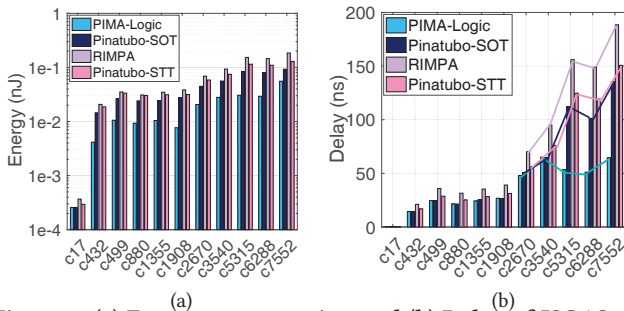 Energy (nJ)
1
1e-1
1e-2
1e-3
1e-4
PIMA-Logic
Pinatubo-SOT
RIMPA
Pinatubo-STT
c17
c432
c499
c880
c1355
c1908
c2670
c3540
c5315
c6288
c7552
(a)
Delay (ns)
200
150
100
50
0
PIMA-Logic
Pinatubo-SOT
RIMPA
Pinatubo-STT
c17
c432
c499
c880
c1355
c1908
c2670
c3540
c5315
c6288
c7552
(b)